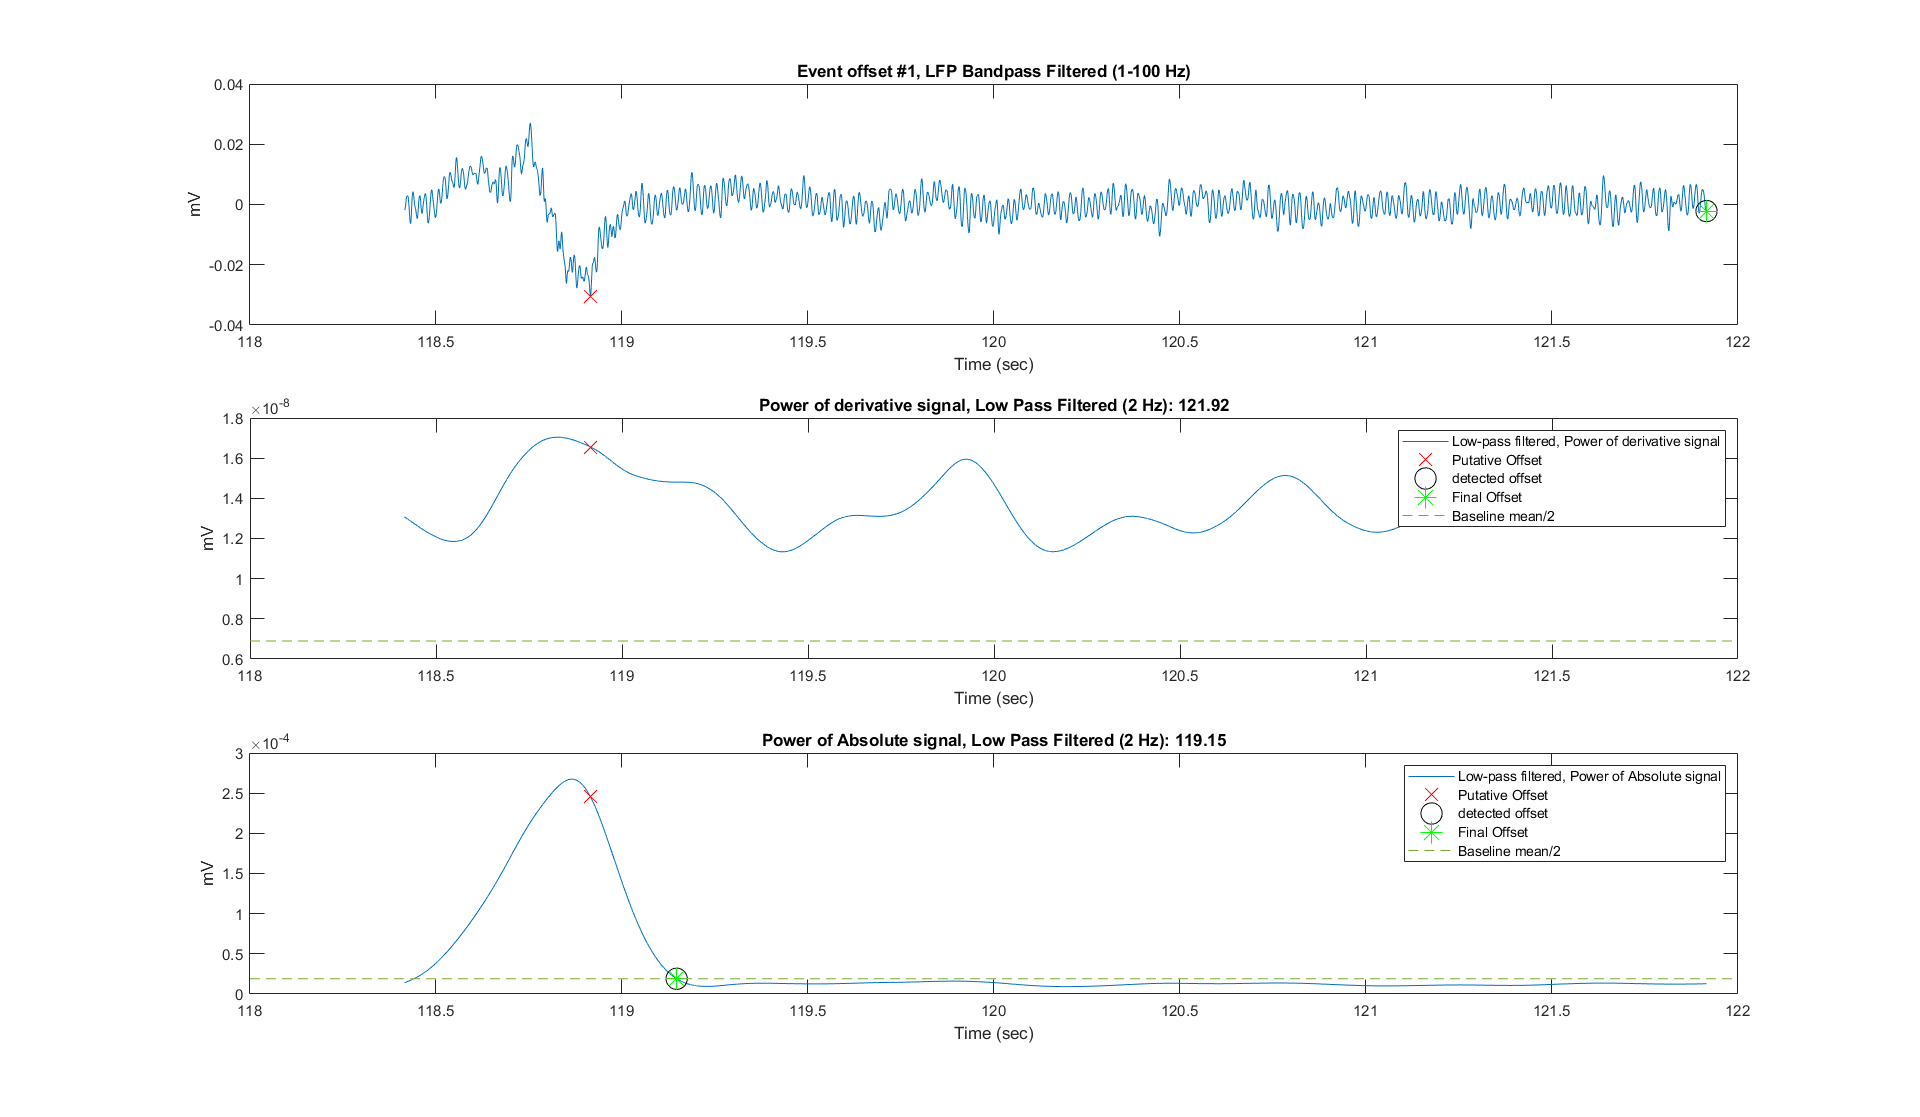 Event offset #1, LFP Bandpass Filtered (1-100 Hz)
0.04
0.02
0
-0.02
-0.04
mV
118
118.5
119
119.5
120
120.5
121
121.5
122
Time (sec)
Power of derivative signal, Low Pass Filtered (2 Hz): 121.92
×10-8
1.8
1.6
1.4
1.2
1
0.8
0.6
mV
Low-pass filtered, Power of derivative signal
Putative Offset
detected offset
Final Offset
Baseline mean/2
118
118.5
119
119.5
120
120.5
121
121.5
122
Time (sec)
Power of Absolute signal, Low Pass Filtered (2 Hz): 119.15
×10-4
3
2.5
2
1.5
1
0.5
0
mV
Low-pass filtered, Power of Absolute signal
Putative Offset
detected offset
Final Offset
Baseline mean/2
118
118.5
119
119.5
120
120.5
121
121.5
122
Time (sec)